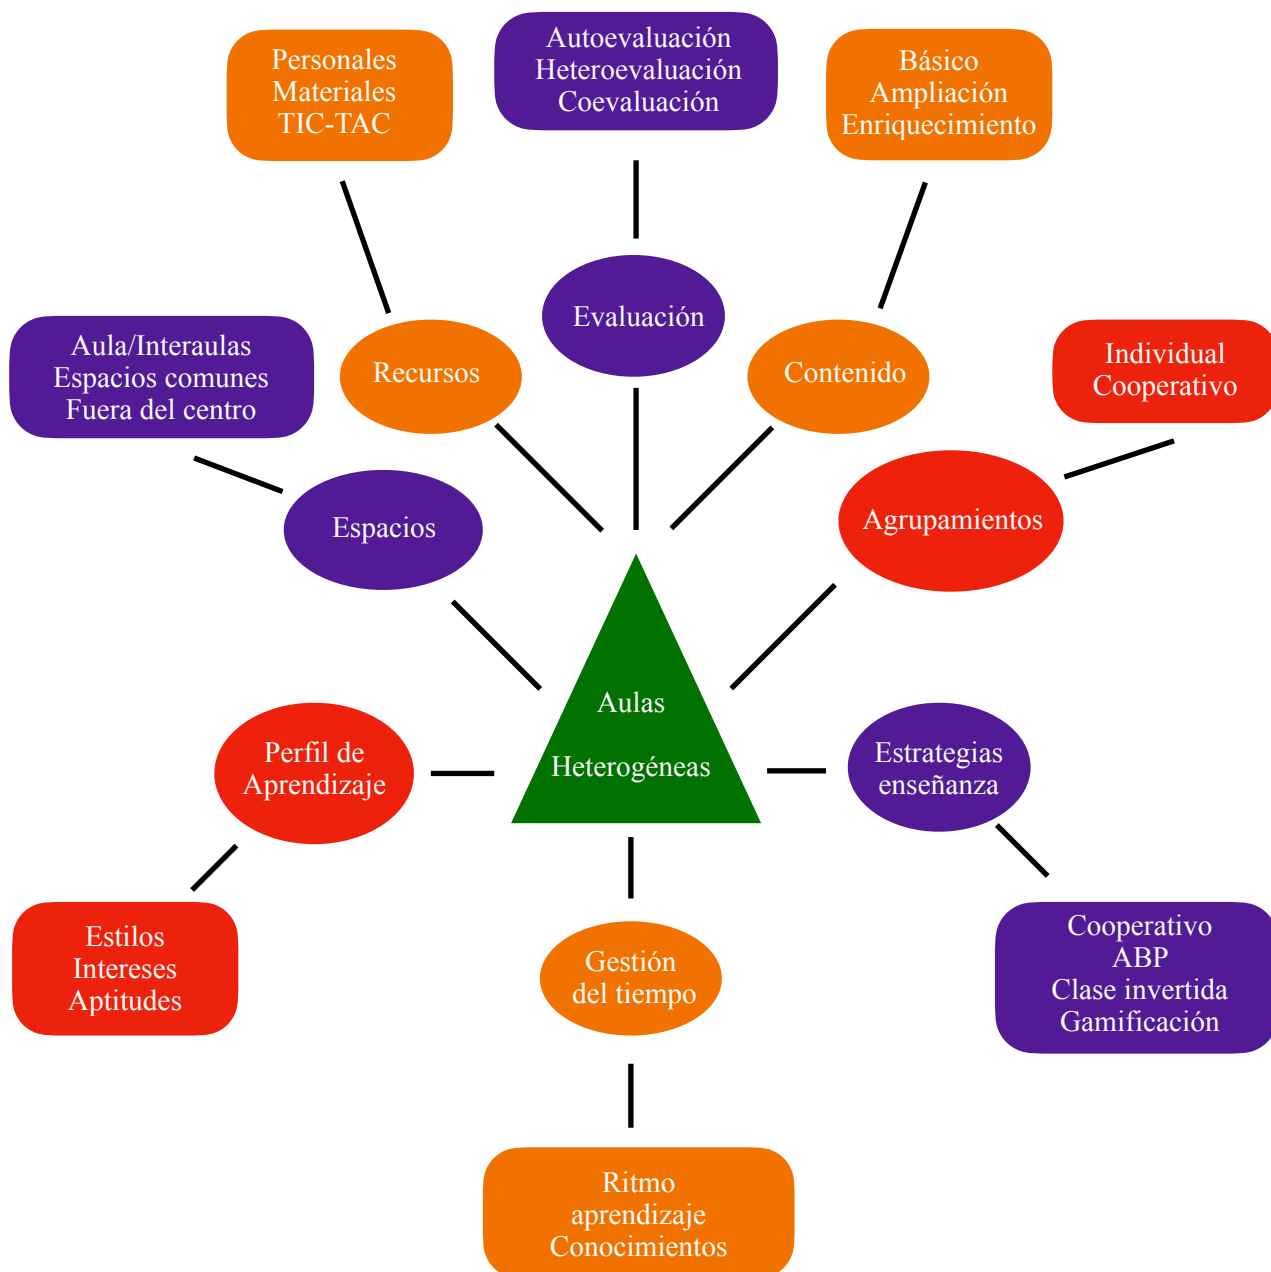 Personales
Materiales
TIC-TAC
Autoevaluación
Heteroevaluación
Coevaluación
Básico
Ampliación
Enriquecimiento
Aula/Interaulas
Espacios comunes
Fuera del centro
Recursos
Evaluación
Contenido
Individual
Cooperativo
Espacios
Agrupamientos
Aulas
Heterogéneas
Perfil de
Aprendizaje
Estrategias
enseñanza
Estilos
Intereses
Aptitudes
Gestión
del tiempo
Cooperativo
ABP
Clase invertida
Gamificación
Ritmo
aprendizaje
Conocimientos